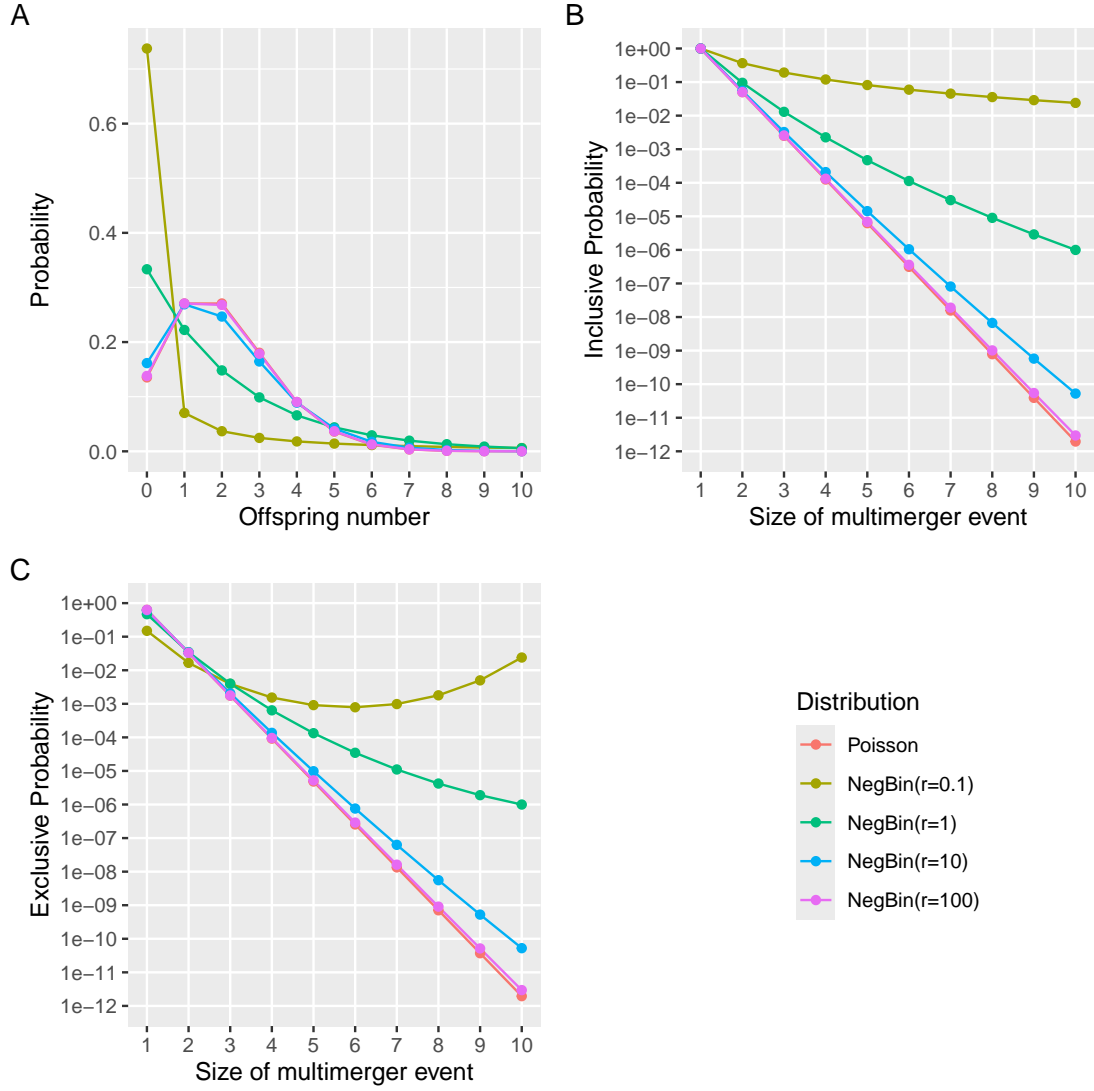 A
Probability
0.6
0.4
0.2
0.0
0 1 2 3 4 5 6 7 8 9 10
Offspring number
B
Inclusive Probability
1e+00
1e−01
1e−02
1e−03
1e−04
1e−05
1e−06
1e−07
1e−08
1e−09
1e−10
1e−11
1e−12
1 2 3 4 5 6 7 8 9 10
Size of multimerger event
C
Exclusive Probability
1e+00
1e−01
1e−02
1e−03
1e−04
1e−05
1e−06
1e−07
1e−08
1e−09
1e−10
1e−11
1e−12
1 2 3 4 5 6 7 8 9 10
Size of multimerger event
Distribution
Poisson
NegBin(r=0.1)
NegBin(r=1)
NegBin(r=10)
NegBin(r=100)